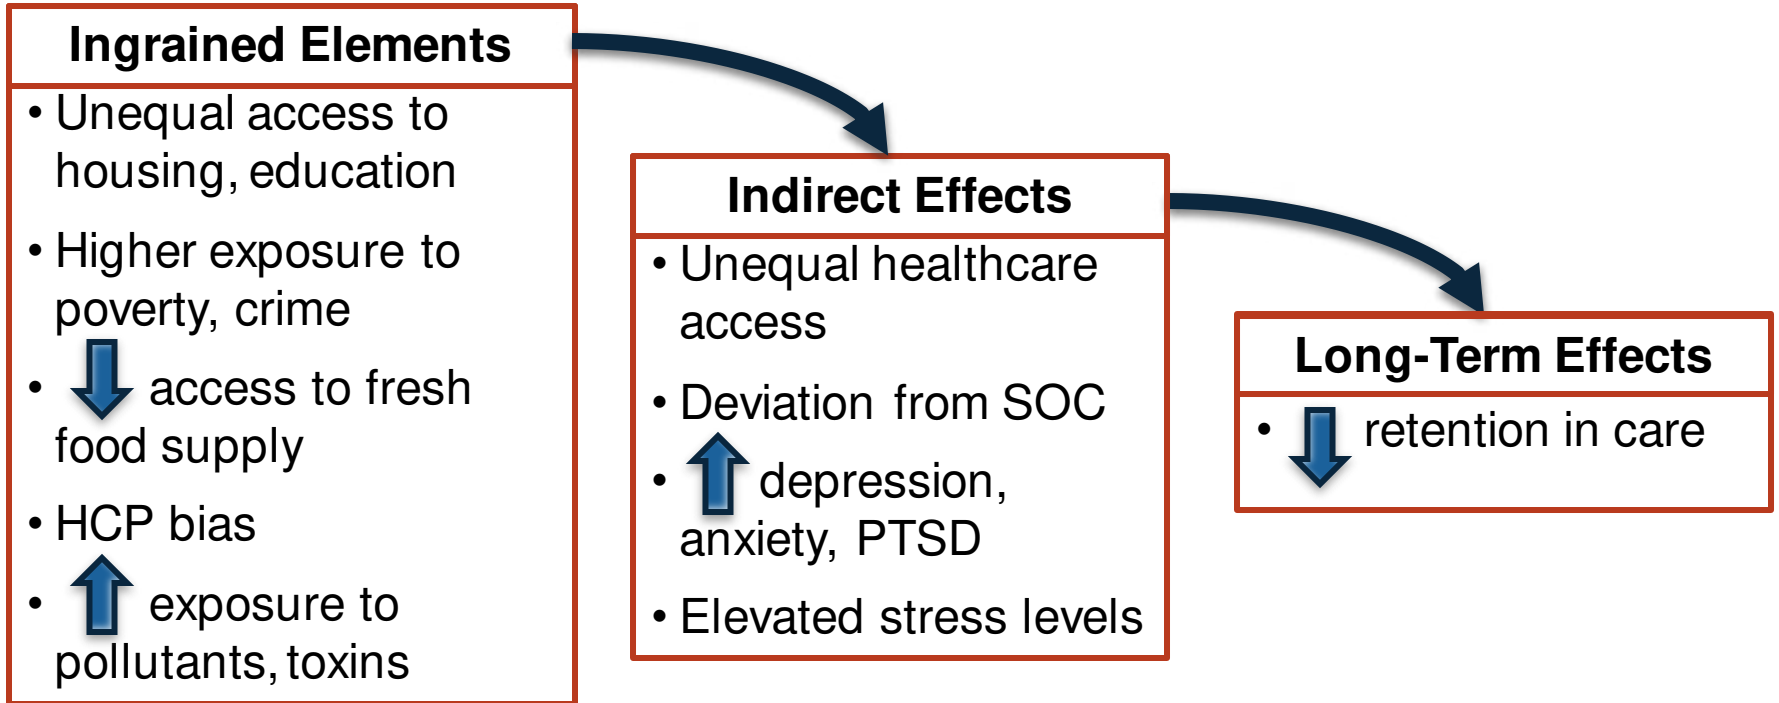 Ingrained Elements
• Unequal access to
housing, education
• Higher exposure to
poverty, crime
• access to fresh
food supply
• HCP bias
• exposure to
pollutants, toxins
Indirect Effects
• Unequal healthcare
access
• Deviation from SOC
• depression,
anxiety, PTSD
• Elevated stress levels
Long-Term Effects
• retention in care